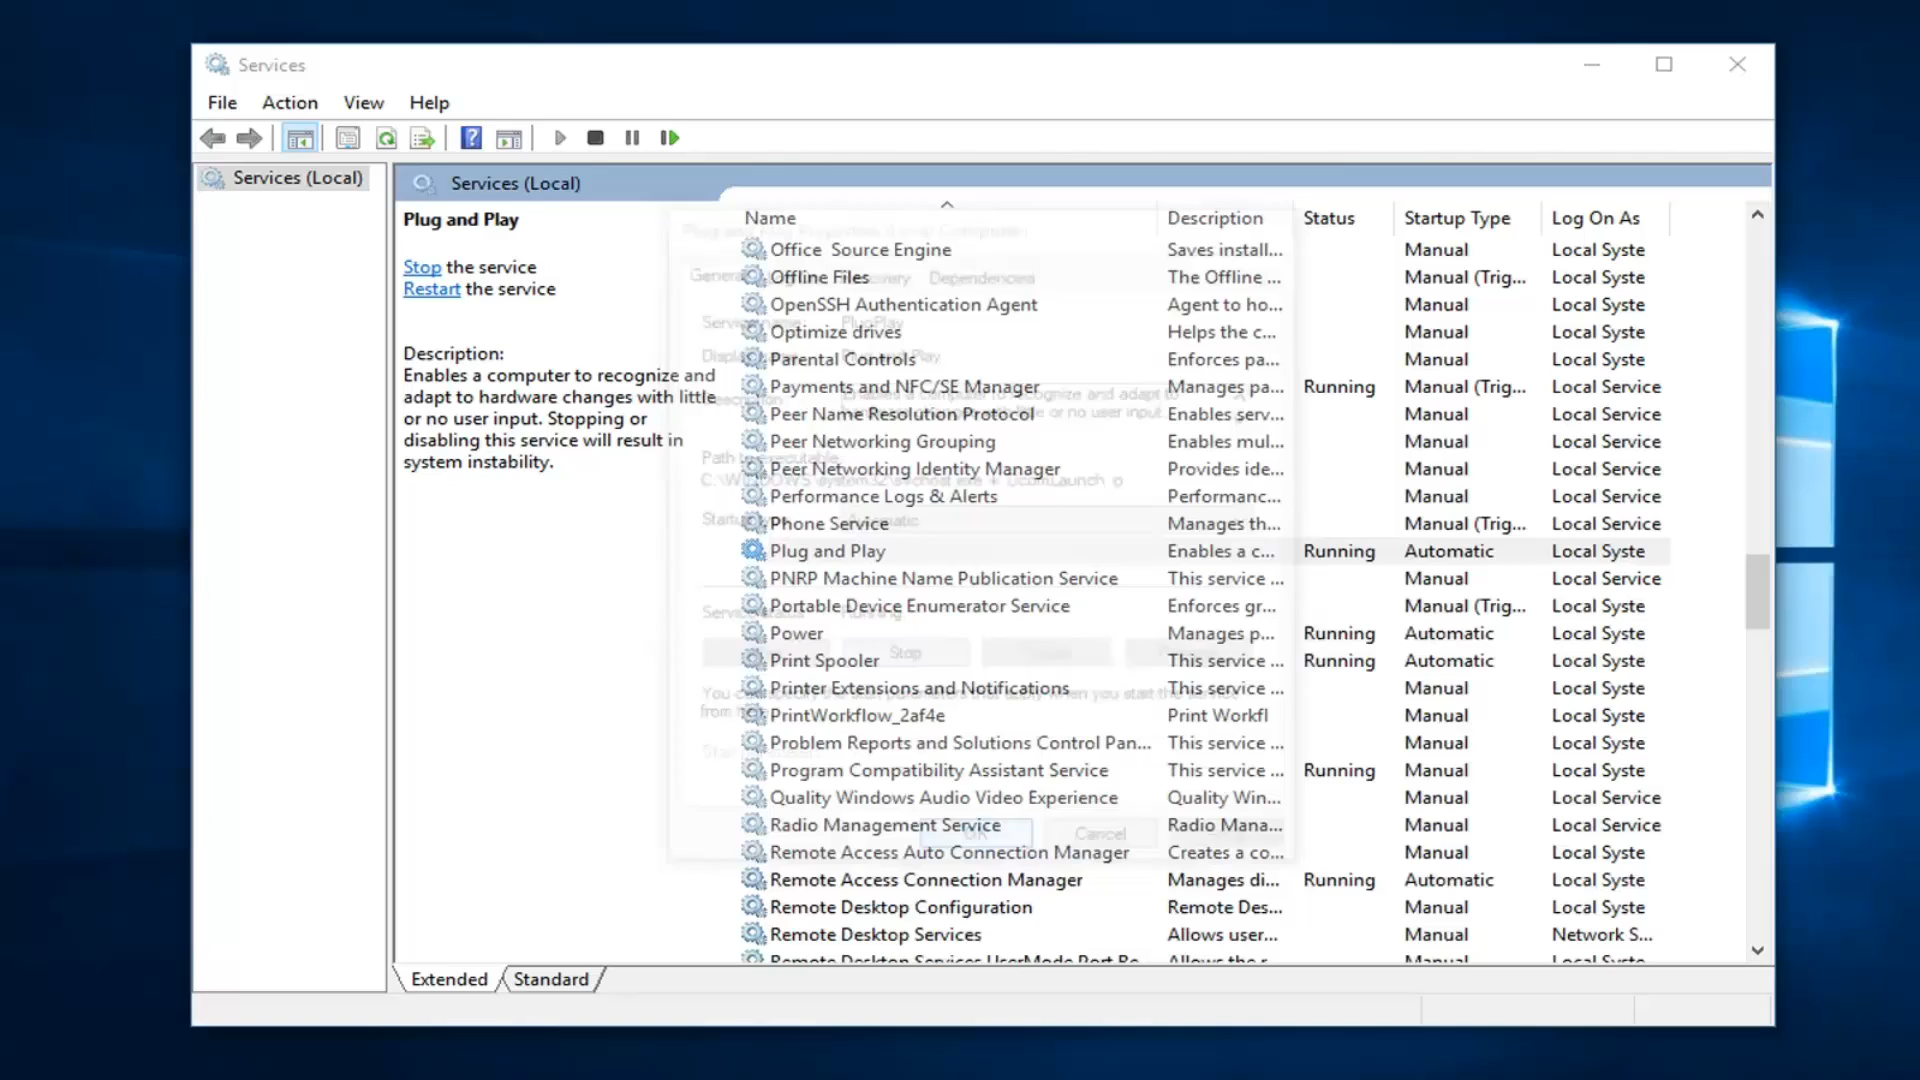 Services
File Action View Help
Services (Local)
Services (Local)
Plug and Play
Stop the service
Restart the service
Description:
Enables a computer to recognize and
adapt to hardware changes with little
or no user input. Stopping or
disabling this service will result in
system instability.
Name Description Status Startup Type Log On As
Office Source Engine Saves install... Manual Local Syste
Offline Files The Offline ... Manual (Trig... Local Syste
OpenSSH Authentication Agent Agent to ho... Manual Local Syste
Optimize drives Helps the c... Manual Local Syste
Parental Controls Enforces pa... Manual Local Syste
Payments and NFC/SE Manager Manages pa... Running Manual (Trig... Local Service
Peer Name Resolution Protocol Enables serv... Manual Local Service
Peer Networking Grouping Enables mul... Manual Local Service
Peer Networking Identity Manager Provides ide... Manual Local Service
Performance Logs & Alerts Performanc... Manual Local Service
Phone Service Manages th... Manual (Trig... Local Service
Plug and Play Enables a c... Running Automatic Local Syste
PNRP Machine Name Publication Service This service ... Manual Local Service
Portable Device Enumerator Service Enforces gr... Manual (Trig... Local Syste
Power Manages p... Running Automatic Local Syste
Print Spooler This service ... Running Automatic Local Syste
Printer Extensions and Notifications This service ... Manual Local Syste
PrintWorkflow_2af4e Print Workfl Manual Local Syste
Problem Reports and Solutions Control Pan... This service ... Manual Local Syste
Program Compatibility Assistant Service This service ... Running Manual Local Syste
Quality Windows Audio Video Experience Quality Win... Manual Local Service
Radio Management Service Radio Mana... Manual Local Service
Remote Access Auto Connection Manager Creates a co... Manual Local Syste
Remote Access Connection Manager Manages di... Running Automatic Local Syste
Remote Desktop Configuration Remote Des... Manual Local Syste
Remote Desktop Services Allows user... Manual Network S...
Remote Desktop Services UserMode Port Re Allows the r Manual Local Syste
Dependencies
Stop
Cancel
Extended Standard